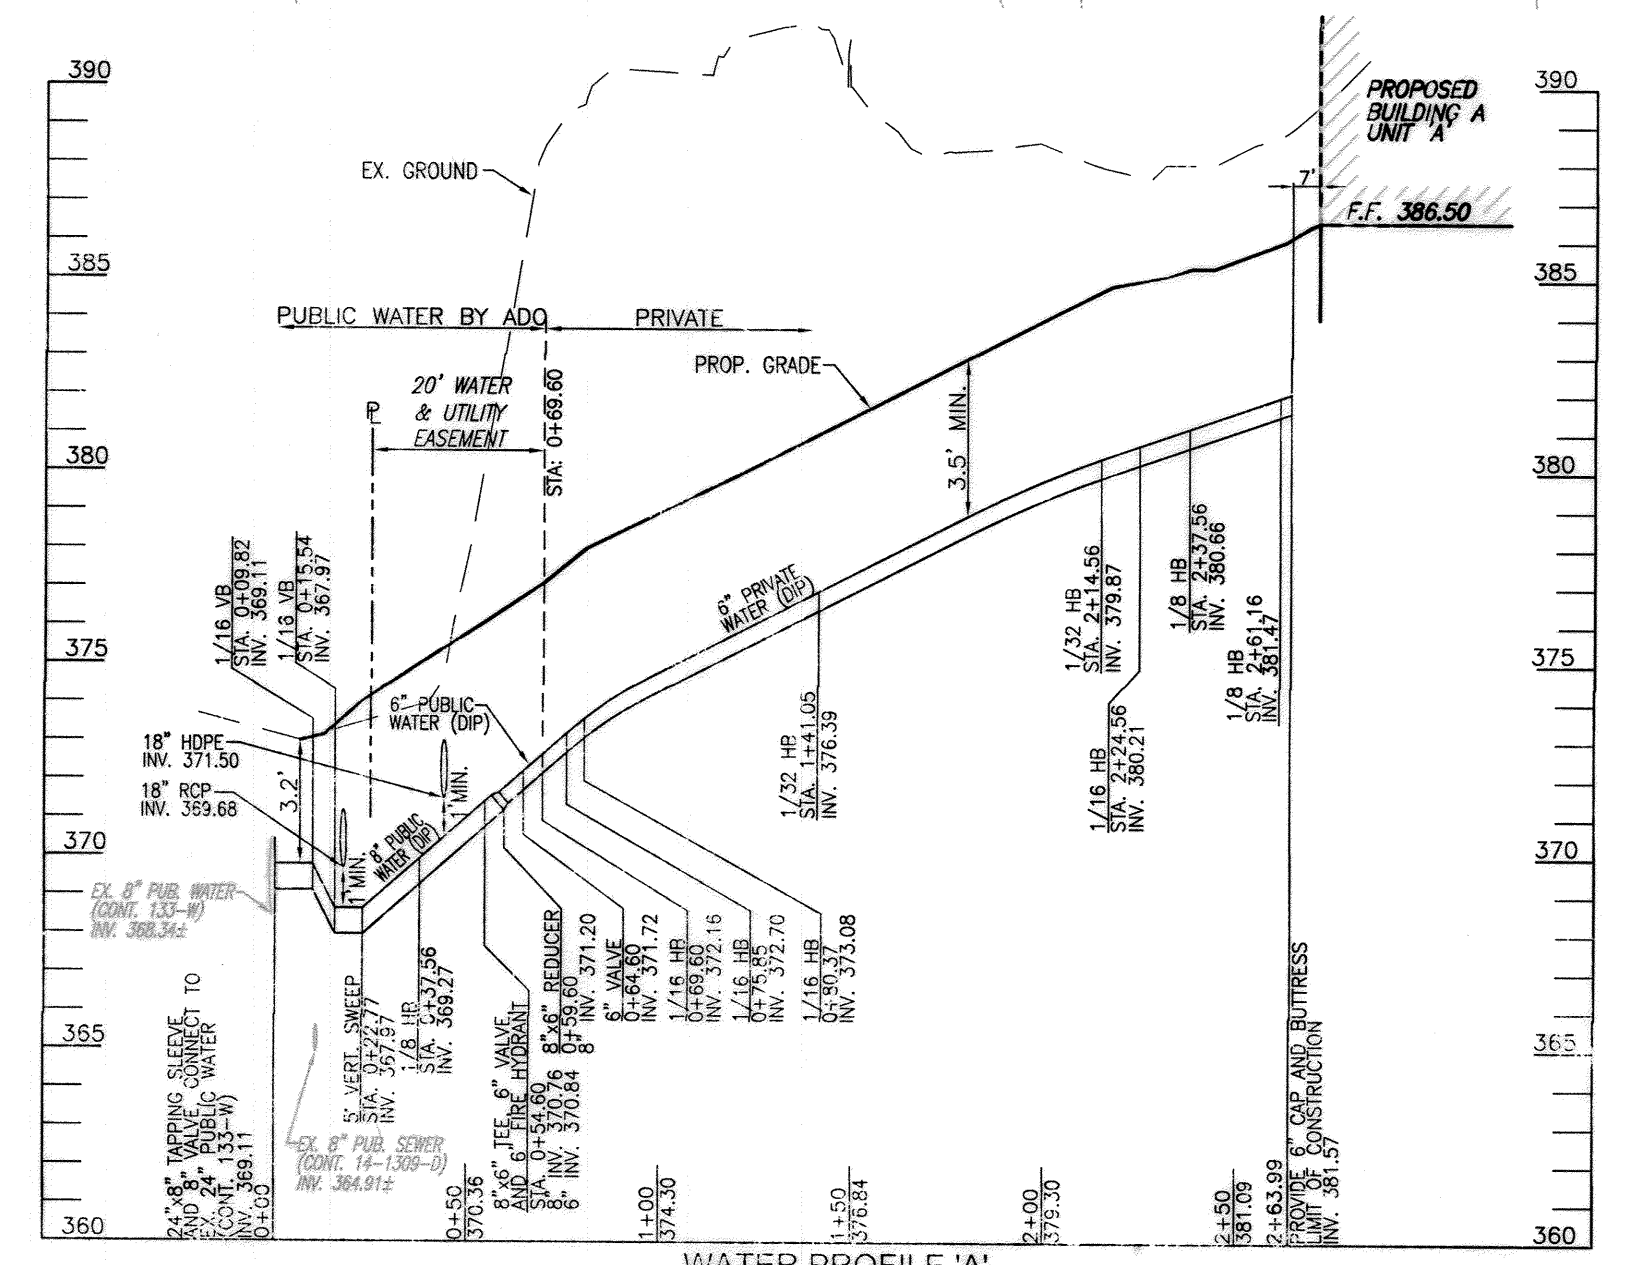 390
385
380
375
370
365
360
390
385
380
375
370
365
360
PROPOSED
BUILDING A
UNIT 'A'
7'
F.F. 386.50
EX. GROUND
PUBLIC WATER BY ADO
PRIVATE
PROP. GRADE
20' WATER
& UTILITY
EASEMENT
STA: 0+69.60
3.5' MIN.
1/16 VB
STA. 0+09.82
INV. 369.11
1/16 VB
STA. 0+15.54
INV. 367.97
6" PUBLIC
WATER (DIP)
6" PRIVATE
WATER (DIP)
18" HDPE
INV. 371.50
18" RCP
INV. 369.68
3.2'
1' MIN.
1' MIN.
8" PUBLIC
WATER (DIP)
EX. 8" PUB. WATER
(CONT. 133-W)
INV. 368.34±
1/32 HB
STA. 1+41.05
INV. 376.39
1/32 HB
STA. 2+14.56
INV. 379.87
1/16 HB
STA. 2+24.56
INV. 380.21
1/8 HB
STA. 2+37.56
INV. 380.66
1/8 HB
STA. 2+61.16
INV. 381.47
24"x8" TAPPING SLEEVE
AND 8" VALVE, CONNECT TO
EX. 24" PUBLIC WATER
(CONT. 133-W)
INV. 369.11
0+00
5' VERT. SWEEP
STA. 0+22.77
INV. 367.97
1/8 HB
STA. 0+37.56
INV. 369.27
EX. 8" PUB. SEWER
(CONT. 14-1309-D)
INV. 364.91±
8"x6" TEE, 6" VALVE,
AND 6" FIRE HYDRANT
STA. 0+54.60
8" INV. 370.76
6" INV. 370.84
8"x6" REDUCER
0+59.60
8" INV. 371.20
6" VALVE
0+64.60
INV. 371.72
1/16 HB
0+69.60
INV. 372.16
1/16 HB
0+75.85
INV. 372.70
1/16 HB
0+80.37
INV. 373.08
0+50
370.36
1+00
374.30
1+50
376.84
2+00
379.30
2+50
381.09
2+63.99
PROVIDE 6" CAP AND BUTTRESS
LIMIT OF CONSTRUCTION
INV. 381.57
WATER PROFILE 'A'